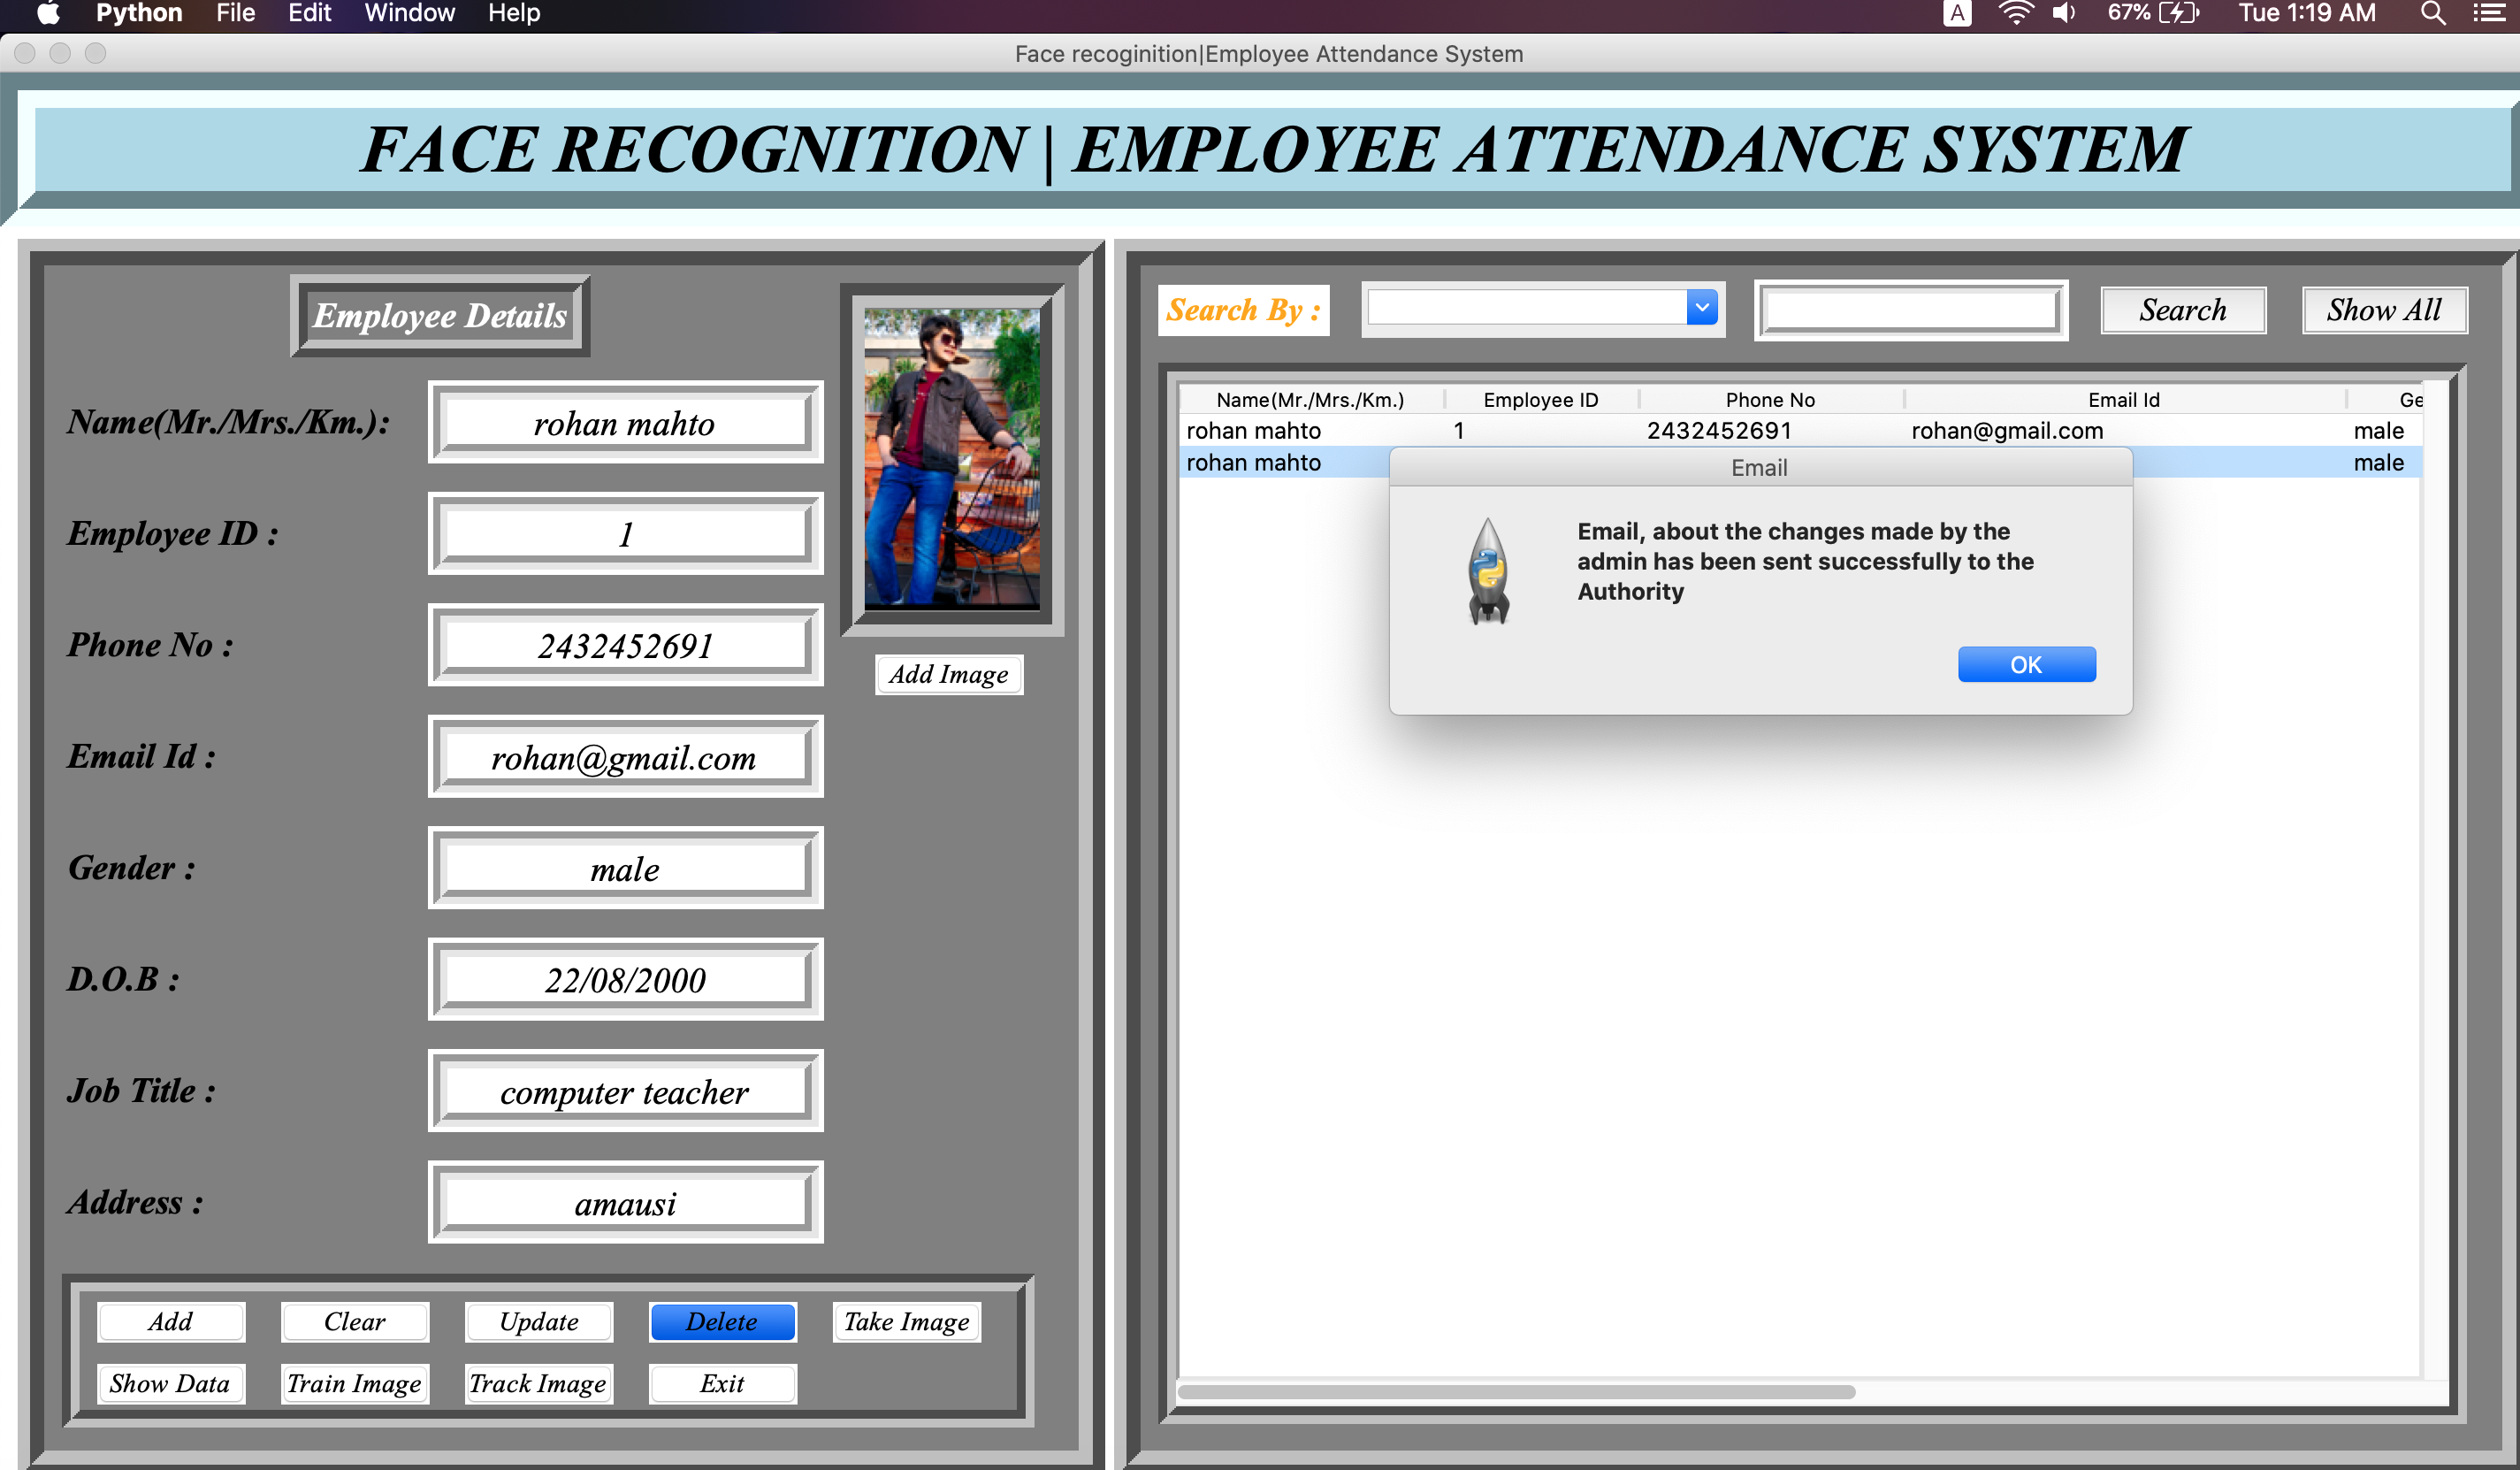 Python File Edit Window Help A 67% Tue 1:19 AM
Face recoginition|Employee Attendance System
FACE RECOGNITION | EMPLOYEE ATTENDANCE SYSTEM
Employee Details
Name(Mr./Mrs./Km.): rohan mahto
Employee ID : 1
Phone No : 2432452691
Add Image
Email Id : rohan@gmail.com
Gender : male
D.O.B : 22/08/2000
Job Title : computer teacher
Address : amausi
Add Clear Update Delete Take Image
Show Data Train Image Track Image Exit
Search By : Search Show All
Name(Mr./Mrs./Km.) Employee ID Phone No Email Id Ge
rohan mahto 1 2432452691 rohan@gmail.com male
rohan mahto male
Email
Email, about the changes made by the
admin has been sent successfully to the
Authority
OK